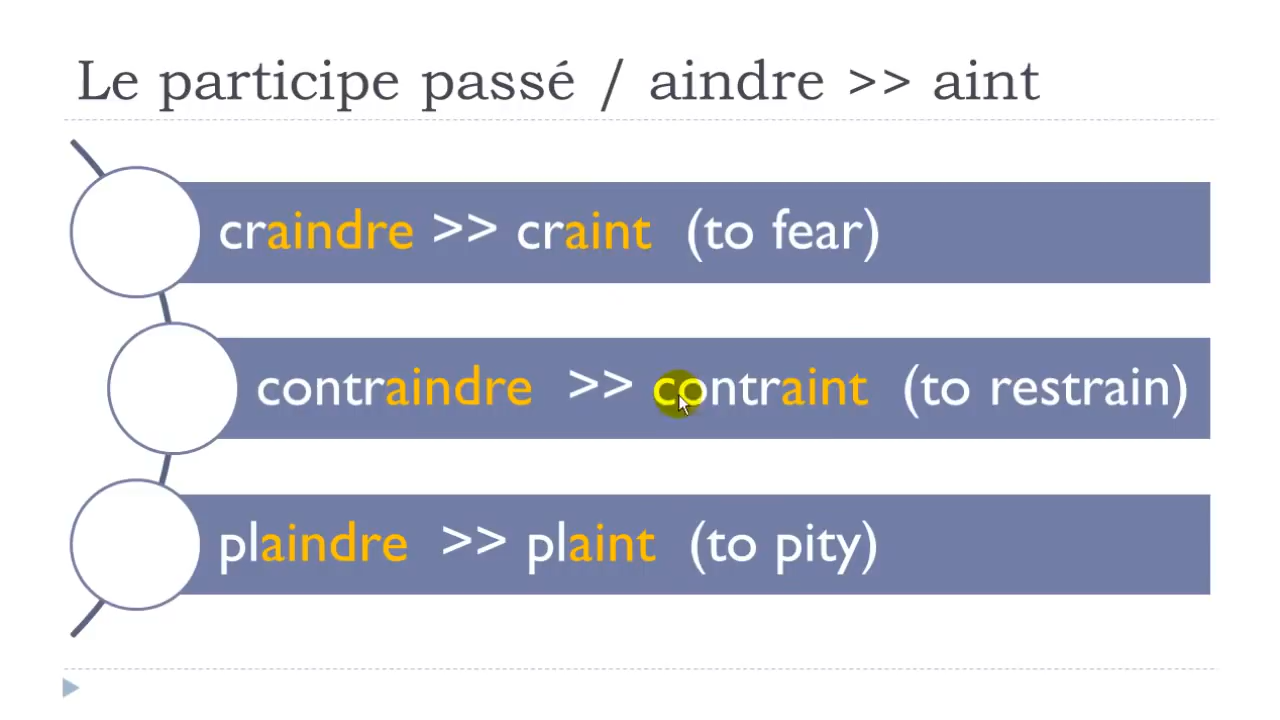 Le participe passé / aindre >> aint
craindre >> craint (to fear)
contraindre >> contraint (to restrain)
plaindre >> plaint (to pity)